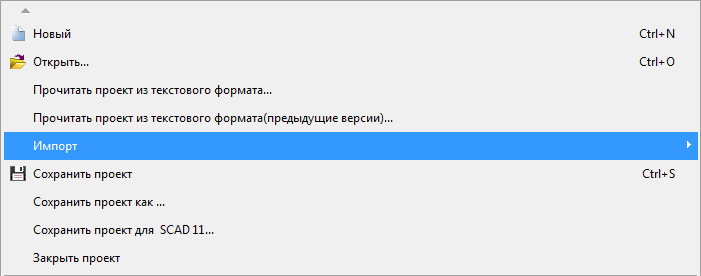 Новый Ctrl+N
Открыть... Ctrl+O
Прочитать проект из текстового формата...
Прочитать проект из текстового формата(предыдущие версии)...
Импорт
Сохранить проект Ctrl+S
Сохранить проект как ...
Сохранить проект для SCAD 11...
Закрыть проект